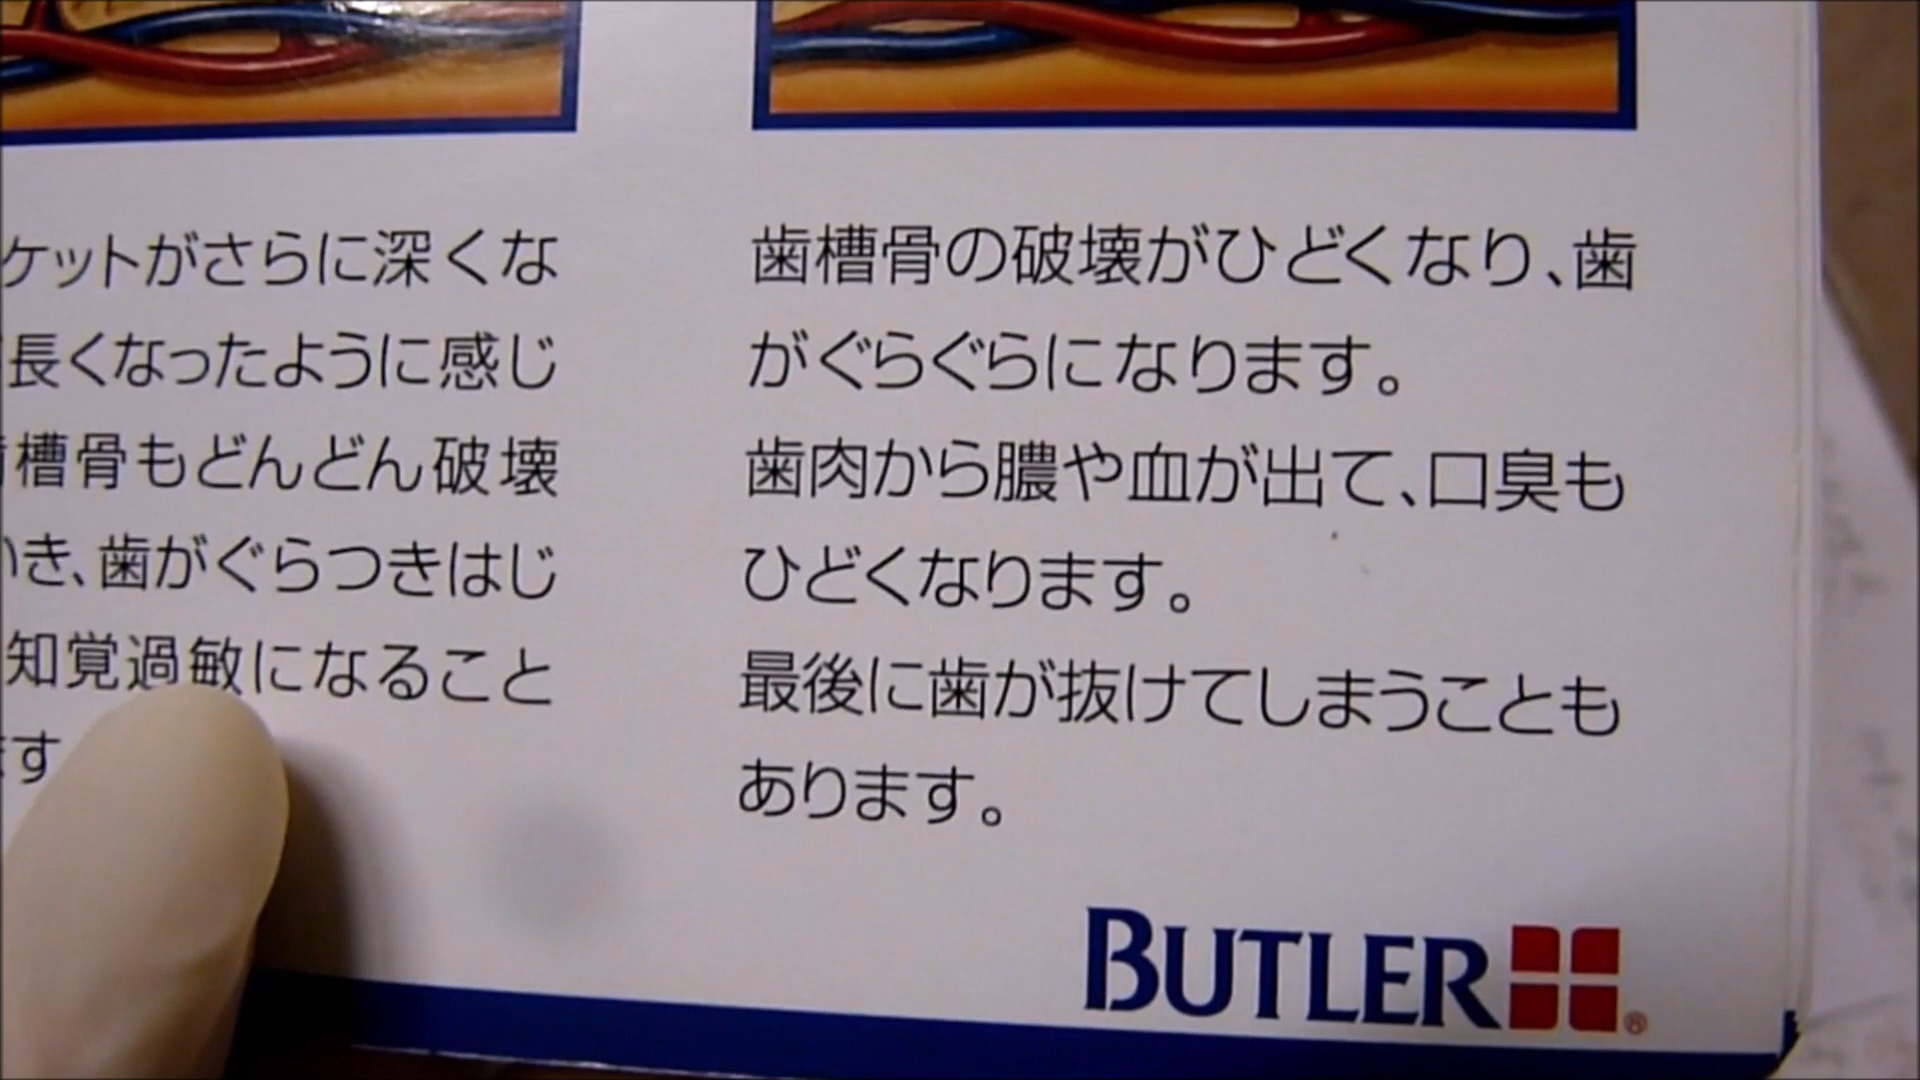 ケットがさらに深くな
長くなったように感じ
槽骨もどんどん破壊
いき、歯がぐらつきはじ
知覚過敏になること
ます
歯槽骨の破壊がひどくなり、歯
がぐらぐらになります。
歯肉から膿や血が出て、口臭も
ひどくなります。
最後に歯が抜けてしまうことも
あります。
BUTLER®